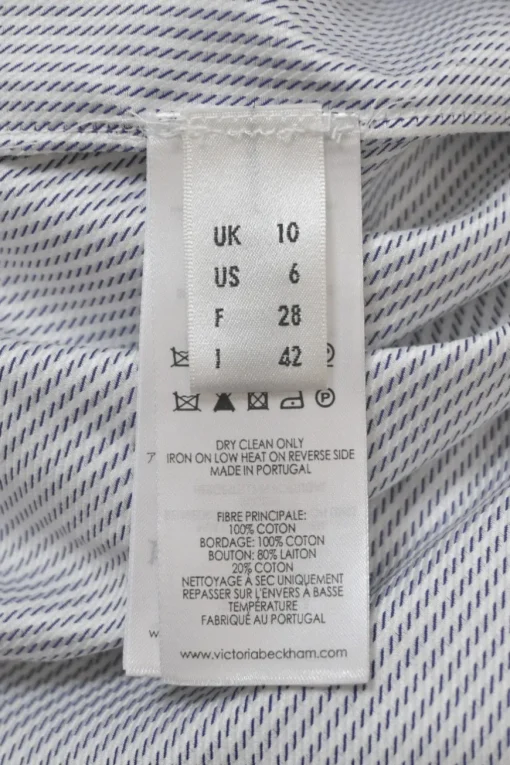 UK 10
US 6
F 28
I 42
DRY CLEAN ONLY
ア IRON ON LOW HEAT ON REVERSE SIDE
MADE IN PORTUGAL
FIBRE PRINCIPALE:
100% COTON
BORDAGE: 100% COTON
BOUTON: 80% LAITON
20% COTON
NETTOYAGE À SEC UNIQUEMENT
REPASSER SUR L'ENVERS À BASSE
TEMPÉRATURE
FABRIQUÉ AU PORTUGAL
w www.victoriabeckham.com